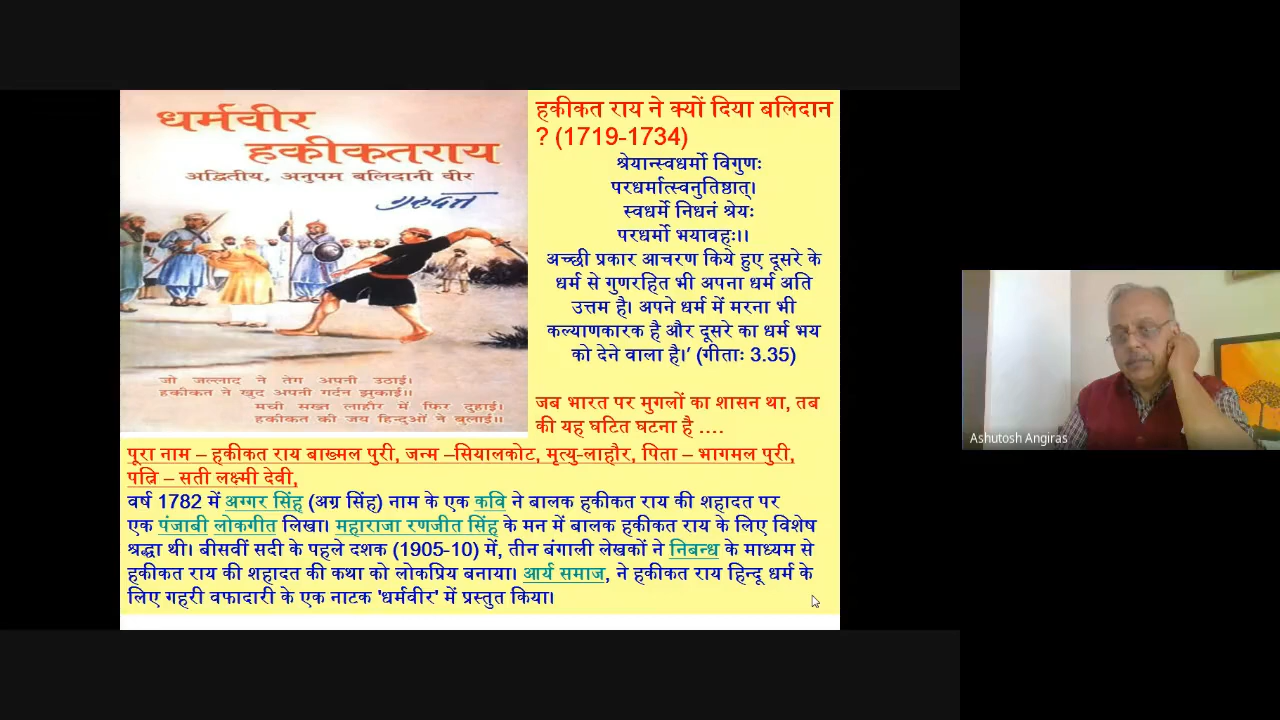 धर्मवीर
हकीकतराय
अद्वितीय, अनुपम बलिदानी वीर
गुरुदत्त
जो जल्लाद ने तेग अपनी उठाई।
हकीकत ने खुद अपनी गर्दन झुकाई॥
मची सख्त लाहौर में फिर दुहाई।
हकीकत की जय हिन्दुओं ने बुलाई॥
हकीकत राय ने क्यों दिया बलिदान
? (1719-1734)
श्रेयान्स्वधर्मो विगुणः
परधर्मात्स्वनुतिष्ठात्।
स्वधर्मे निधनं श्रेयः
परधर्मो भयावहः।।
अच्छी प्रकार आचरण किये हुए दूसरे के
धर्म से गुणरहित भी अपना धर्म अति
उत्तम है। अपने धर्म में मरना भी
कल्याणकारक है और दूसरे का धर्म भय
को देने वाला है।’ (गीताः 3.35)
जब भारत पर मुगलों का शासन था, तब
की यह घटित घटना है ....
पूरा नाम – हकीकत राय बाखमल पुरी, जन्म –सियालकोट, मृत्यु-लाहौर, पिता – भागमल पुरी,
पत्नि – सती लक्ष्मी देवी,
वर्ष 1782 में अग्गर सिंह (अग्र सिंह) नाम के एक कवि ने बालक हकीकत राय की शहादत पर
एक पंजाबी लोकगीत लिखा। महाराजा रणजीत सिंह के मन में बालक हकीकत राय के लिए विशेष
श्रद्धा थी। बीसवीं सदी के पहले दशक (1905-10) में, तीन बंगाली लेखकों ने निबन्ध के माध्यम से
हकीकत राय की शहादत की कथा को लोकप्रिय बनाया। आर्य समाज, ने हकीकत राय हिन्दू धर्म के
लिए गहरी वफादारी के एक नाटक 'धर्मवीर' में प्रस्तुत किया।
Ashutosh Angiras